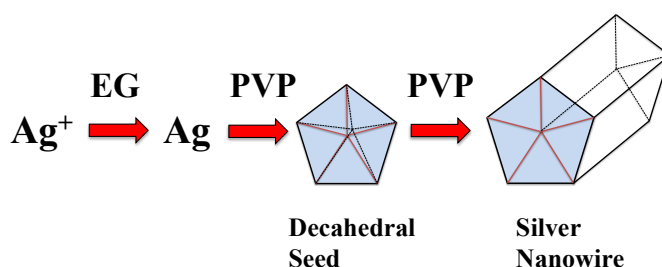 EG PVP PVP
Ag⁺ Ag
Decahedral Silver
Seed Nanowire